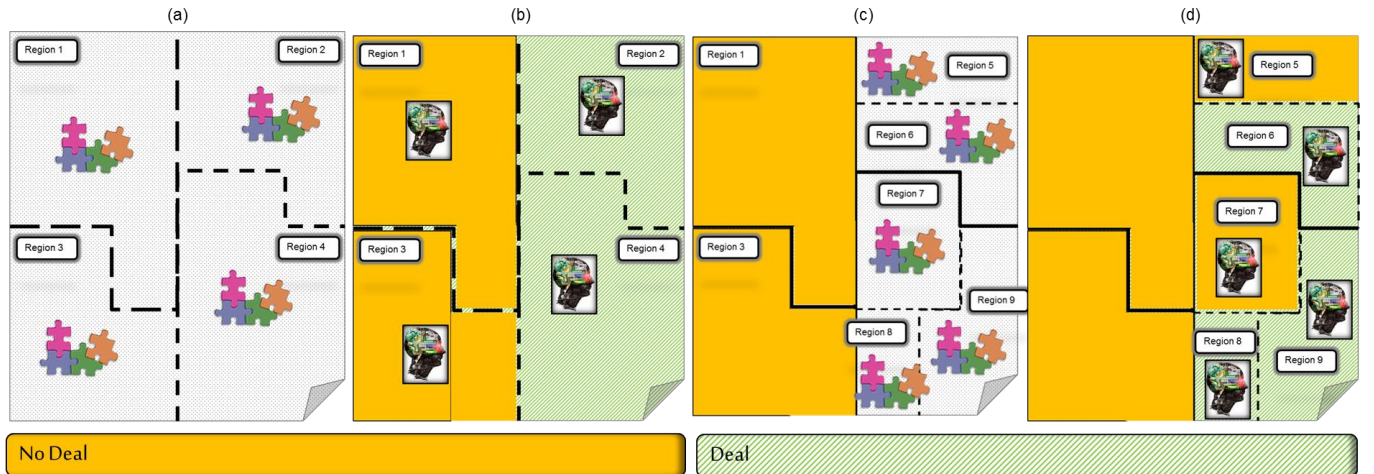 (a)
(b)
(c)
(d)
Region 1
Region 2
Region 3
Region 4
Region 1
Region 2
Region 3
Region 4
Region 1
Region 5
Region 6
Region 7
Region 3
Region 9
Region 8
Region 5
Region 6
Region 7
Region 8
Region 9
No Deal
Deal